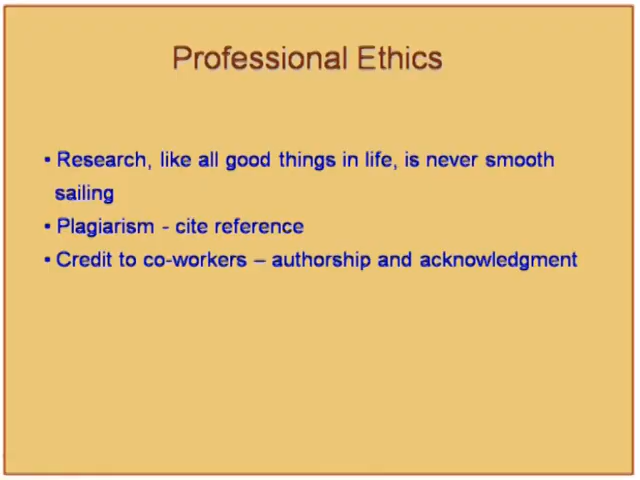 Professional Ethics
▪ Research, like all good things in life, is never smooth
sailing
▪ Plagiarism - cite reference
▪ Credit to co-workers – authorship and acknowledgment